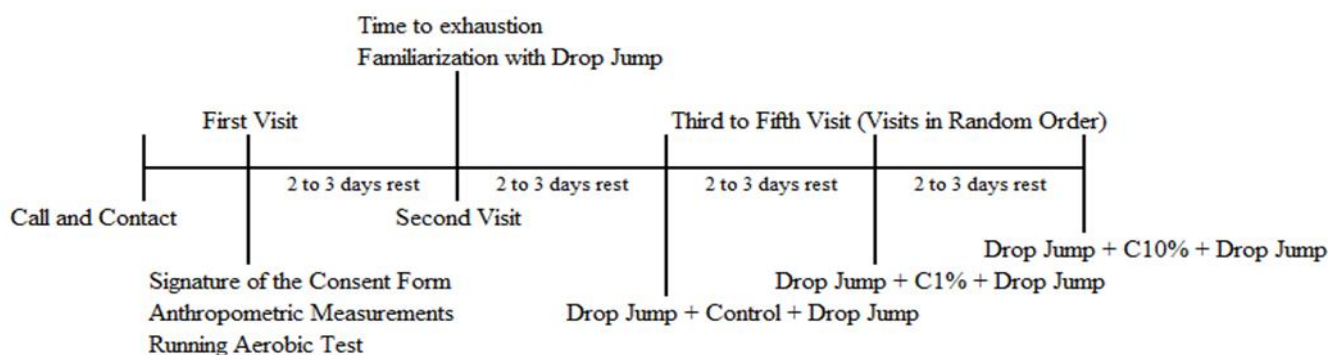 Time to exhaustion
Familiarization with Drop Jump
First Visit
Third to Fifth Visit (Visits in Random Order)
2 to 3 days rest
2 to 3 days rest
2 to 3 days rest
2 to 3 days rest
Call and Contact
Second Visit
Drop Jump + C10% + Drop Jump
Signature of the Consent Form
Drop Jump + C1% + Drop Jump
Anthropometric Measurements
Drop Jump + Control + Drop Jump
Running Aerobic Test